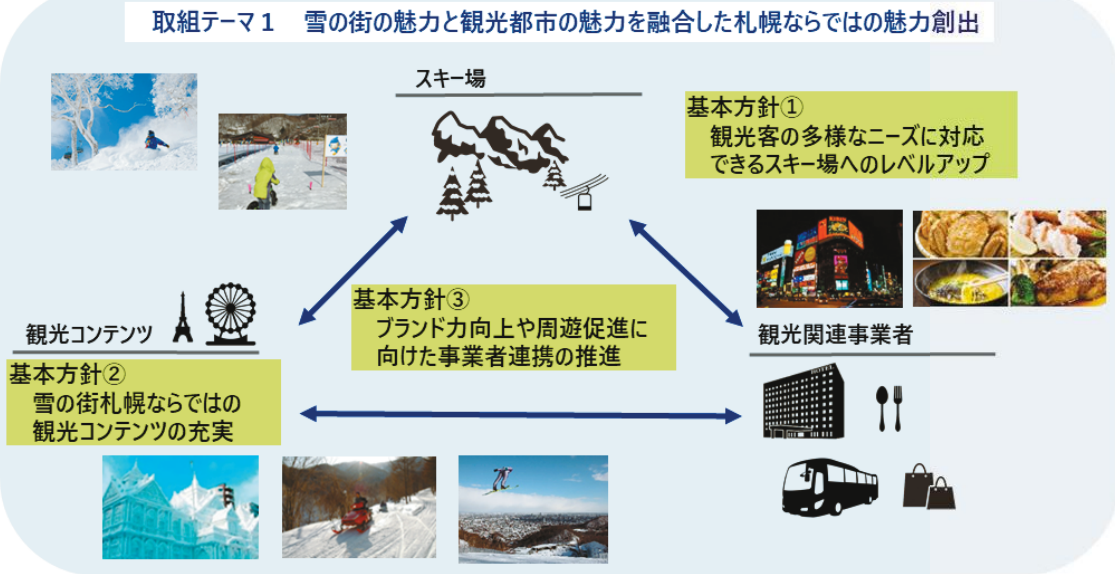 取組テーマ１　雪の街の魅力と観光都市の魅力を融合した札幌ならではの魅力創出
スキー場
基本方針①
観光客の多様なニーズに対応
できるスキー場へのレベルアップ
基本方針③
ブランド力向上や周遊促進に
向けた事業者連携の推進
観光コンテンツ
観光関連事業者
基本方針②
雪の街札幌ならではの
観光コンテンツの充実
HOTEL